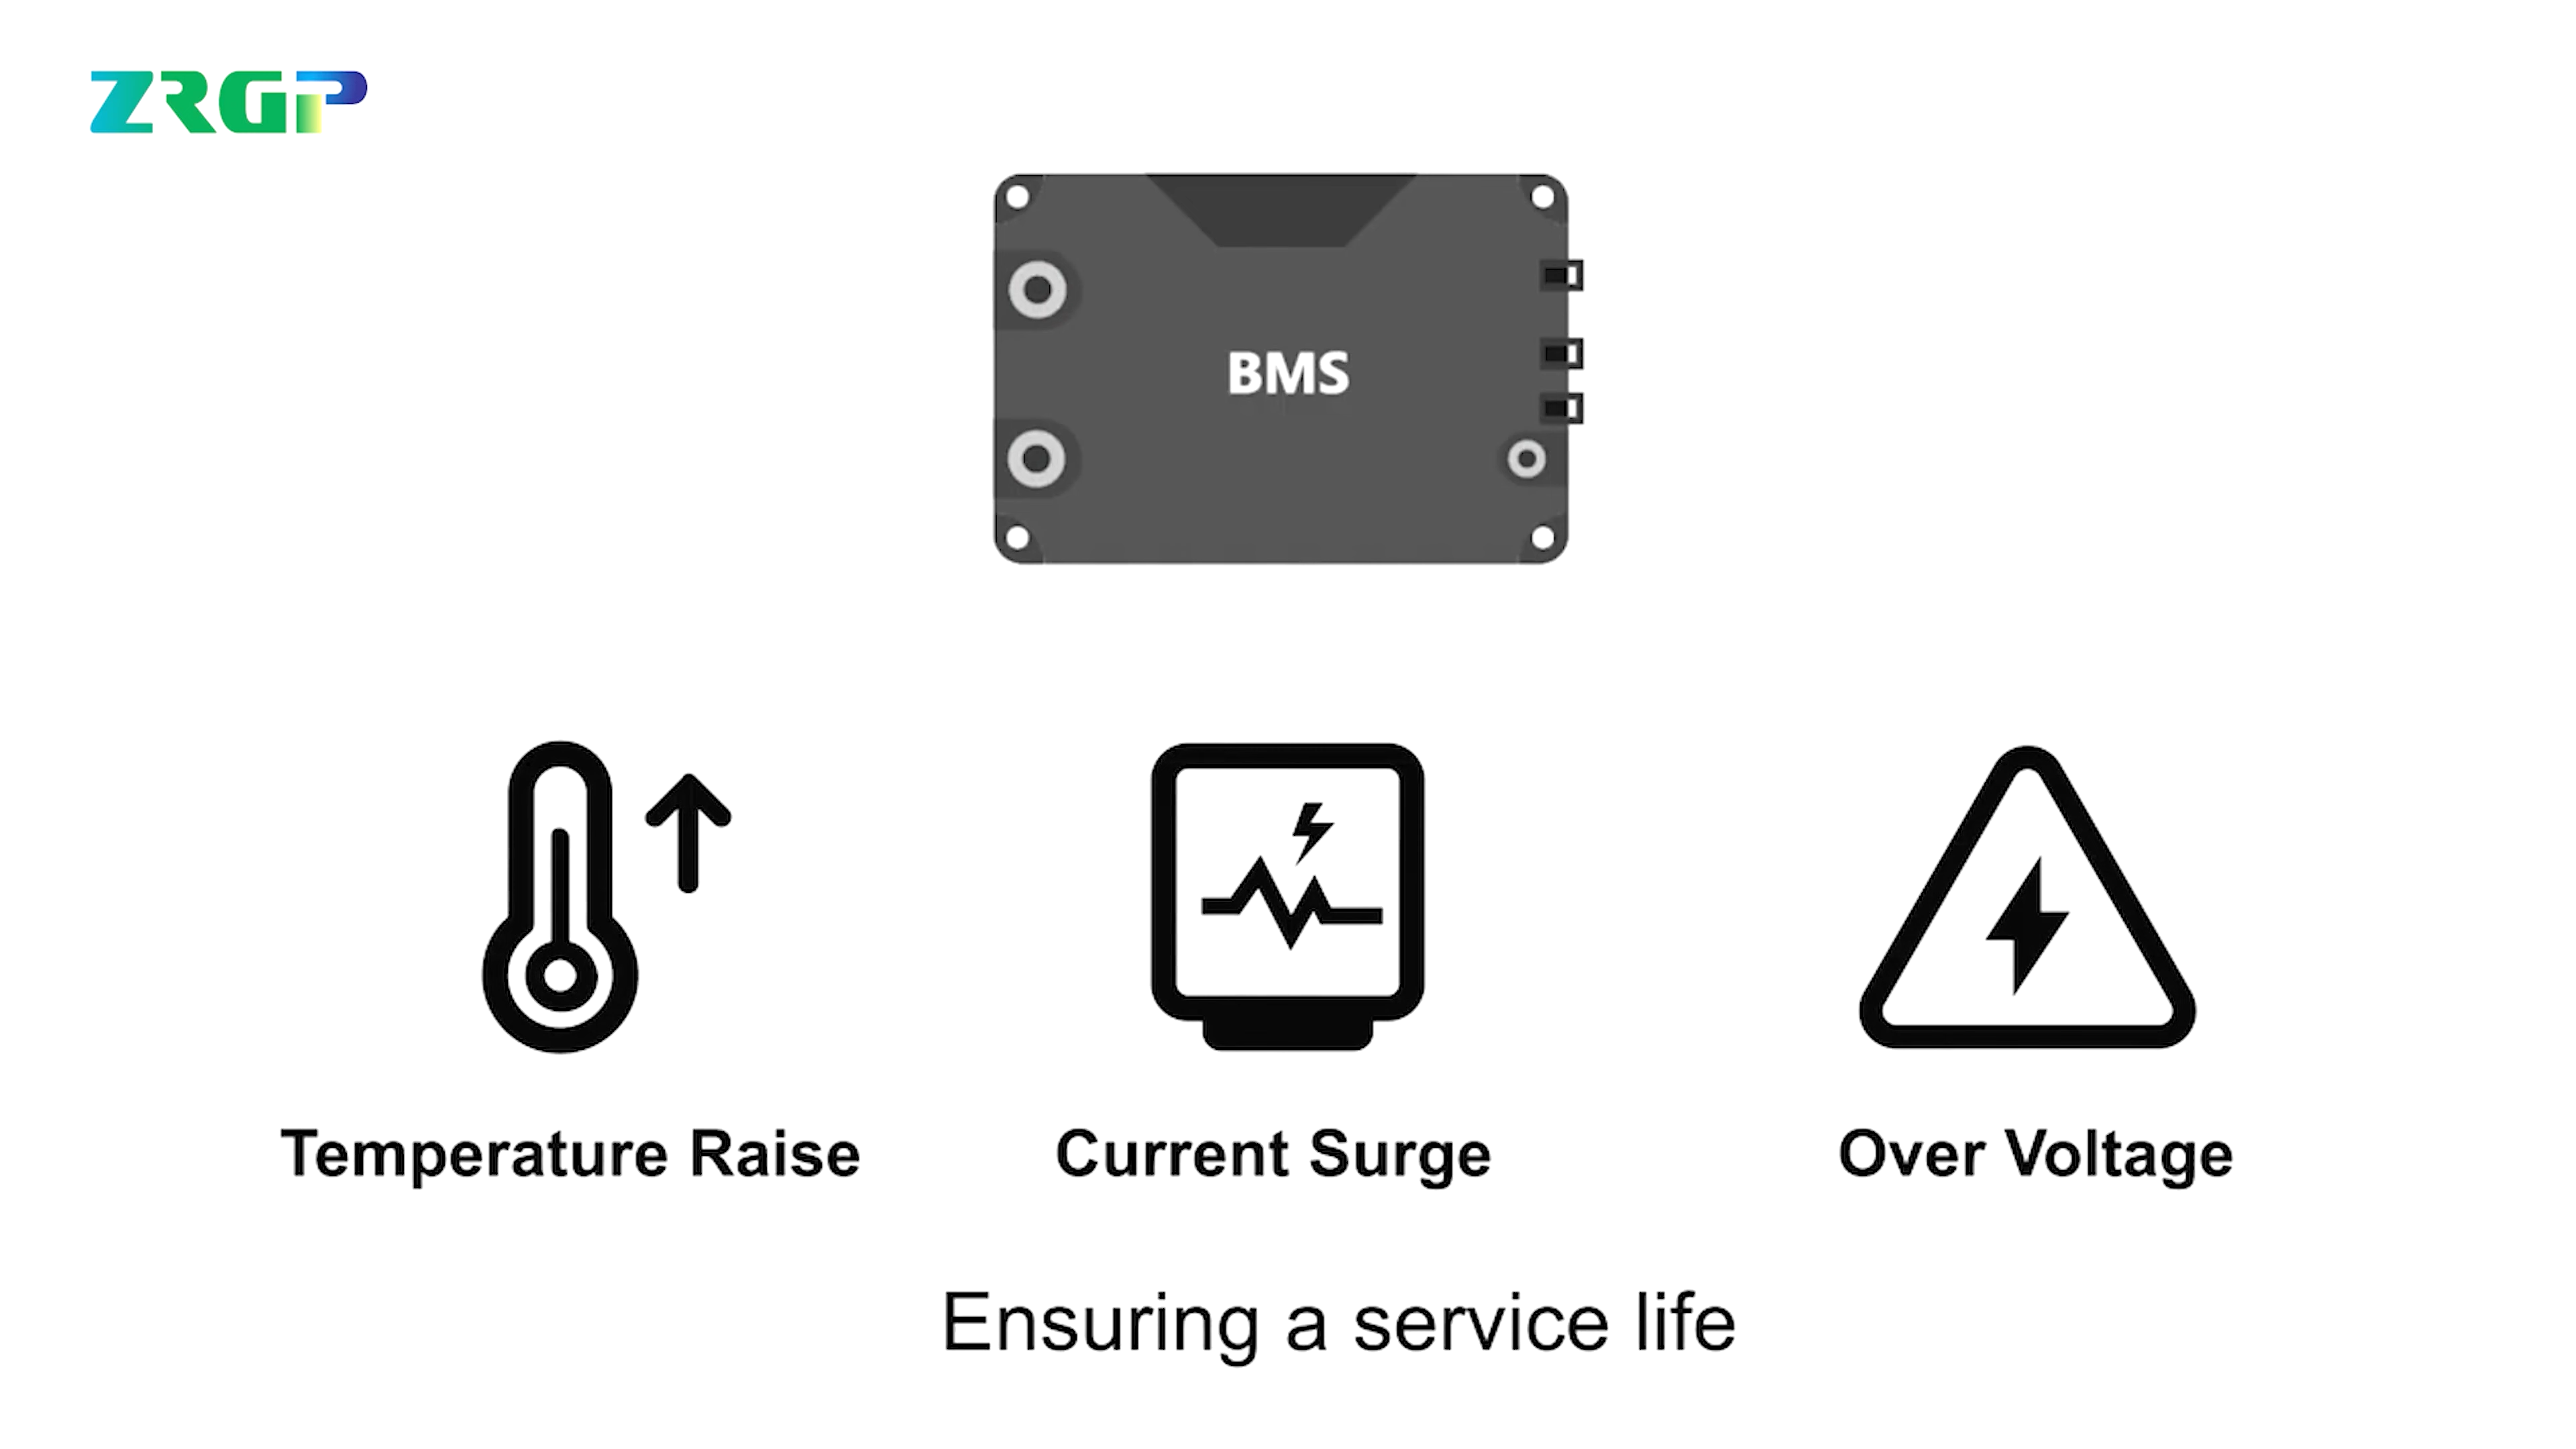 ZRGP
BMS
Temperature Raise
Current Surge
Over Voltage
Ensuring a service life